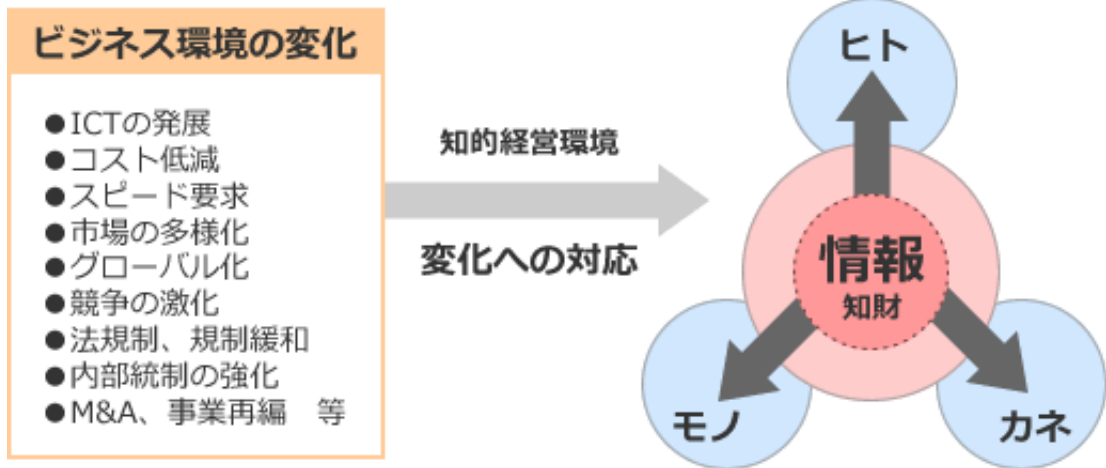 ビジネス環境の変化
●ICTの発展
●コスト低減
●スピード要求
●市場の多様化
●グローバル化
●競争の激化
●法規制、規制緩和
●内部統制の強化
●M&A、事業再編　等
知的経営環境
変化への対応
ヒト
情報
知財
モノ
カネ